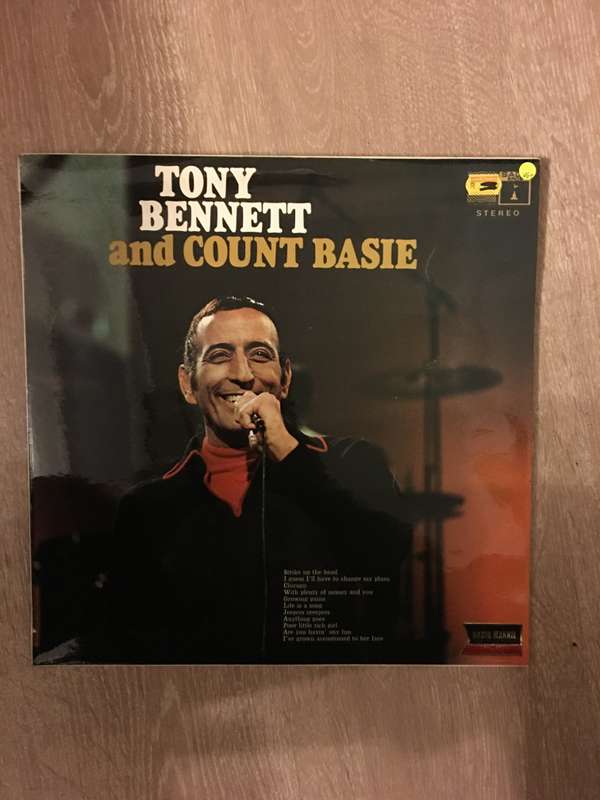 TONY
BENNETT
and COUNT BASIE
STEREO
Strike up the band
I guess I'll have to change my plans
Chicago
With plenty of money and you
Growing pains
Life is a song
Jeepers creepers
Anything goes
Poor little rich girl
Are you havin' any fun
I've grown accustomed to her face